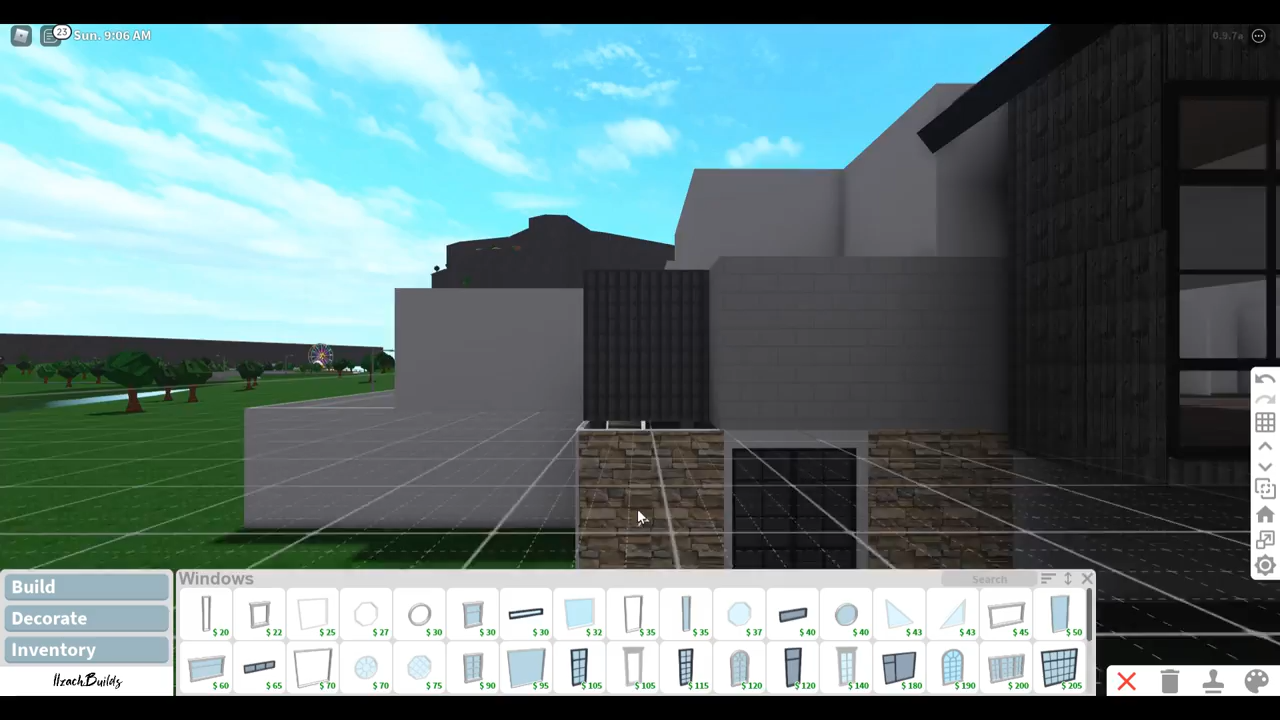 23 Sun. 9:06 AM
0.9.7a
Build
Windows
Search
Decorate
Inventory
$ 20 $ 22 $ 25 $ 27 $ 30 $ 30 $ 30 $ 32 $ 35 $ 35 $ 37 $ 40 $ 40 $ 43 $ 43 $ 45 $ 50
$ 60 $ 65 $ 70 $ 70 $ 75 $ 90 $ 95 $ 105 $ 105 $ 115 $ 120 $ 120 $ 140 $ 180 $ 190 $ 200 $ 205